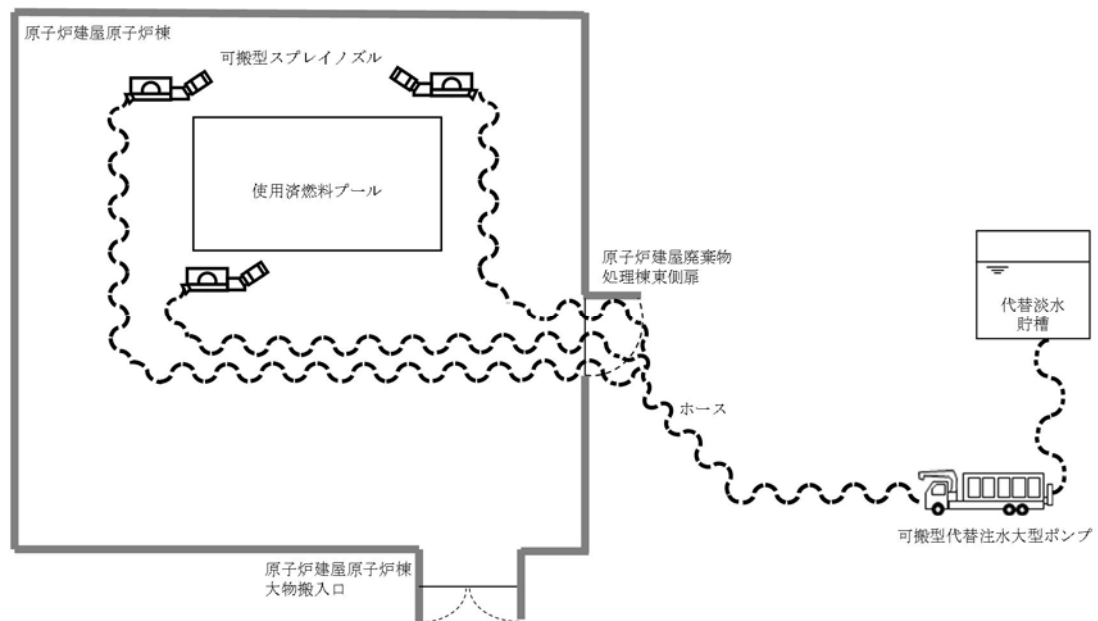 原子炉建屋原子炉棟
可搬型スプレイノズル
使用済燃料プール
原子炉建屋廃棄物
処理棟東側扉
代替淡水
貯槽
ホース
可搬型代替注水大型ポンプ
原子炉建屋原子炉棟
大物搬入口